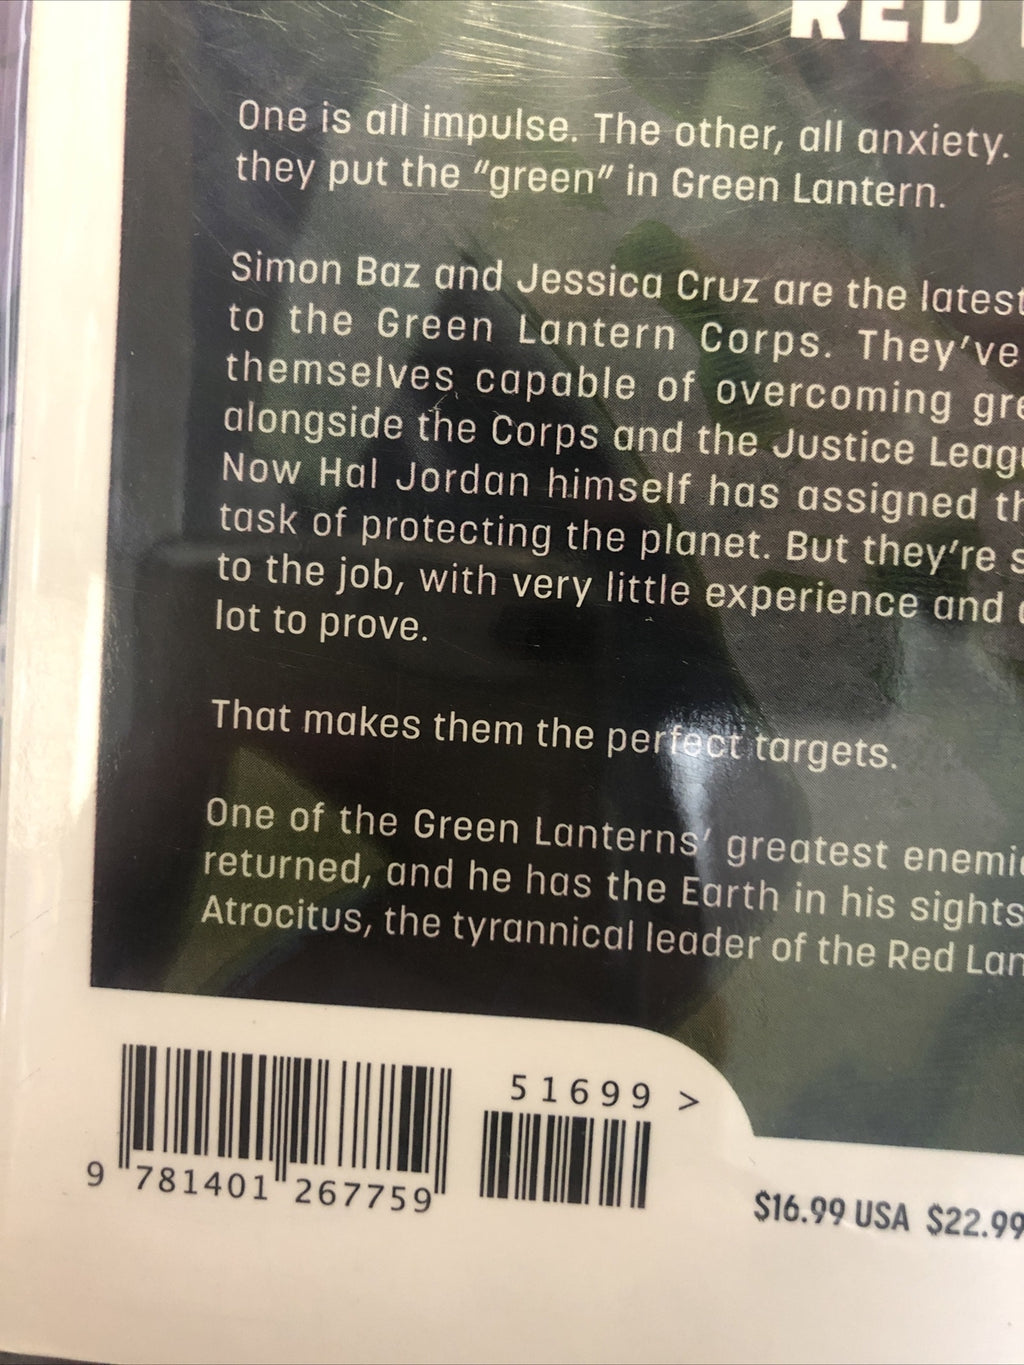 RED
One is all impulse. The other, all anxiety.
they put the “green” in Green Lantern.
Simon Baz and Jessica Cruz are the latest
to the Green Lantern Corps. They’ve
themselves capable of overcoming
alongside the Corps and the Justice
Now Hal Jordan himself has assigned
task of protecting the planet. But they’re
to the job, with very little experience and
lot to prove.
That makes them the perfect targets.
One of the Green Lanterns’ greatest
returned, and he has the Earth in his sights
Atrocitus, the tyrannical leader of the Red
51699 >
9 781401 267759
$16.99 USA $22.99